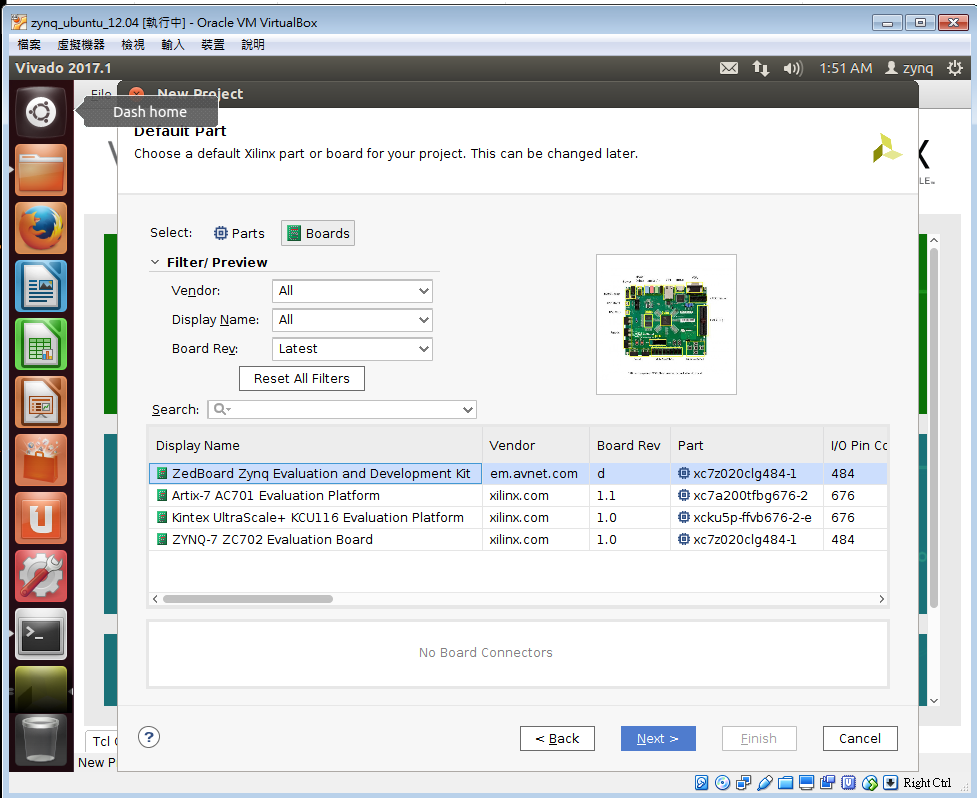 zynq_ubuntu_12.04 [執行中] - Oracle VM VirtualBox
檔案 虛擬機器 檢視 輸入 裝置 說明
Vivado 2017.1 1:51 AM zynq
File New Project
Dash home
Default Part
Choose a default Xilinx part or board for your project. This can be changed later.
Select: Parts Boards
Filter/ Preview
Vendor: All
Display Name: All
Board Rev: Latest
Reset All Filters
Search:
Display Name Vendor Board Rev Part I/O Pin Co
ZedBoard Zynq Evaluation and Development Kit em.avnet.com d xc7z020clg484-1 484
Artix-7 AC701 Evaluation Platform xilinx.com 1.1 xc7a200tfbg676-2 676
Kintex UltraScale+ KCU116 Evaluation Platform xilinx.com 1.0 xcku5p-ffvb676-2-e 676
ZYNQ-7 ZC702 Evaluation Board xilinx.com 1.0 xc7z020clg484-1 484
No Board Connectors
? < Back Next > Finish Cancel
Tcl
New P
Right Ctrl